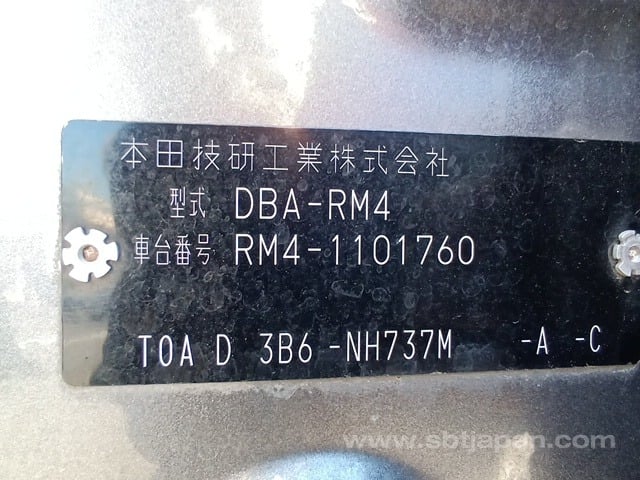 本田技研工業株式会社
型式 DBA-RM4
車台番号 RM4-1101760
TOA D 3B6 -NH737M -A -C
www.sbtjapan.com